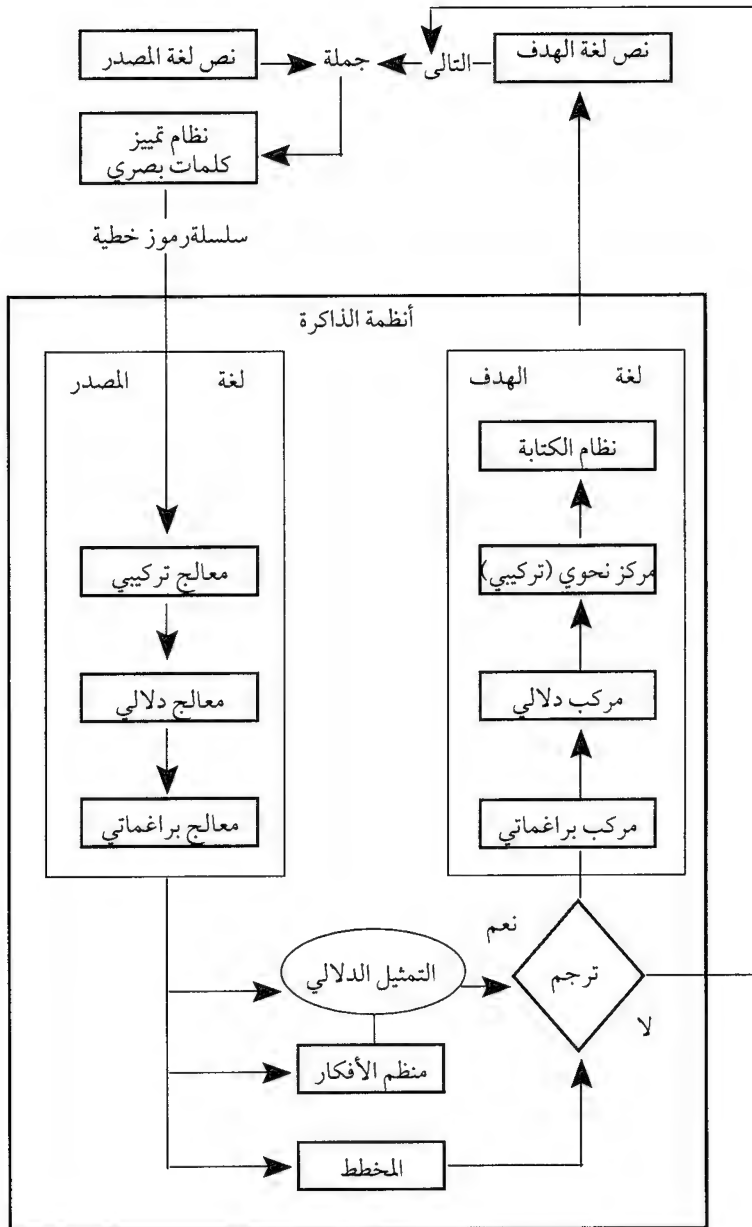 نص لغة الهدف
التالى
جملة
نص لغة المصدر
نظام تمييز
كلمات بصري
سلسلة رموز خطية
أنظمة الذاكرة
لغة الهدف
لغة المصدر
نظام الكتابة
مركز نحوي (تركيبي)
معالج تركيبي
مركب دلالي
معالج دلالي
مركب براغماتي
معالج براغماتي
نعم
ترجم
لا
التمثيل الدلالي
منظم الأفكار
المخطط